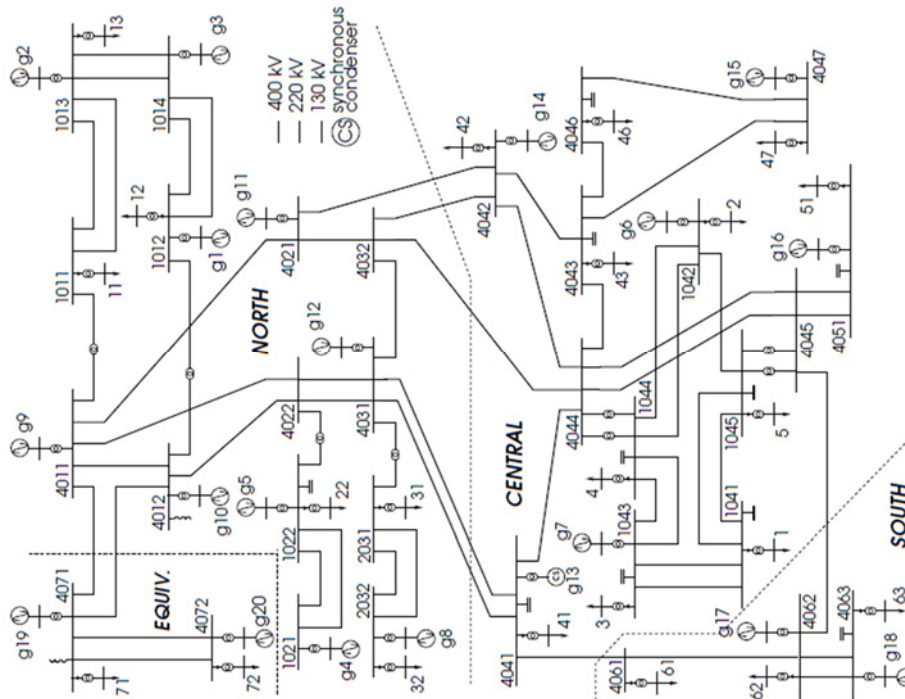 g19
4071
71
EQUIV.
4072
g20
72
g9
4011
4012
g10
g2
1013
13
g3
1014
1011
11
12
1012
g1
400 kV
220 kV
130 kV
CS synchronous
condenser
g11
4021
NORTH
4032
g12
4022
4031
g5
22
1022
1021
g4
31
2031
2032
32
g8
42
g14
4042
4046
46
g15
4047
47
4043
43
g6
2
1042
51
g16
4045
4051
CENTRAL
4044
1044
4
1043
g7
3
1045
5
1041
1
4041
41
CS
g13
4061
61
g17
4062
62
SOUTH
4063
63
g18